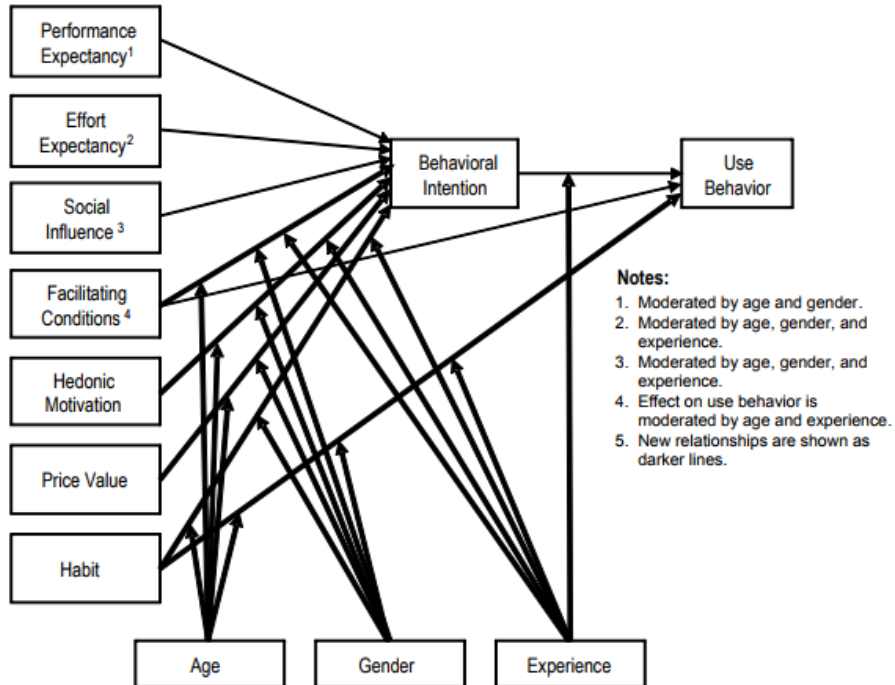 Performance
Expectancy¹
Effort
Expectancy²
Social
Influence ³
Facilitating
Conditions ⁴
Hedonic
Motivation
Price Value
Habit
Behavioral
Intention
Use
Behavior
Notes:
1. Moderated by age and gender.
2. Moderated by age, gender, and
experience.
3. Moderated by age, gender, and
experience.
4. Effect on use behavior is
moderated by age and experience.
5. New relationships are shown as
darker lines.
Age
Gender
Experience